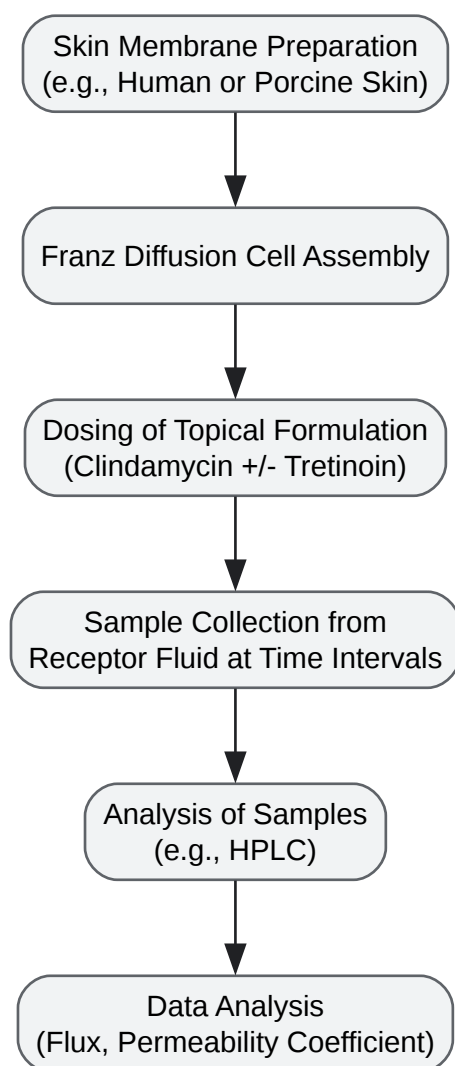 Skin Membrane Preparation
(e.g., Human or Porcine Skin)
Franz Diffusion Cell Assembly
Dosing of Topical Formulation
(Clindamycin +/- Tretinoin)
Sample Collection from
Receptor Fluid at Time Intervals
Analysis of Samples
(e.g., HPLC)
Data Analysis
(Flux, Permeability Coefficient)